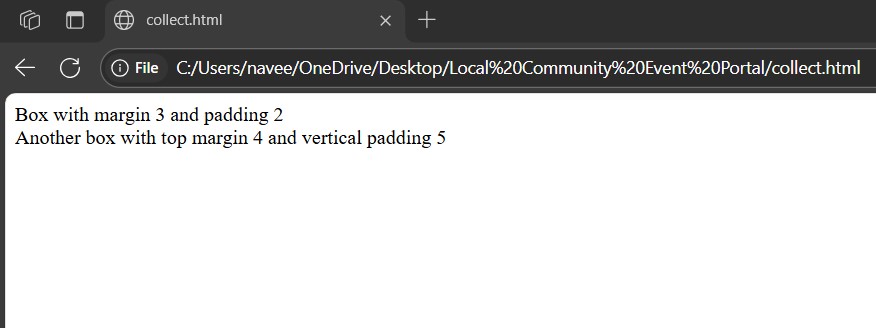 collect.html
File C:/Users/navee/OneDrive/Desktop/Local%20Community%20Event%20Portal/collect.html
Box with margin 3 and padding 2
Another box with top margin 4 and vertical padding 5